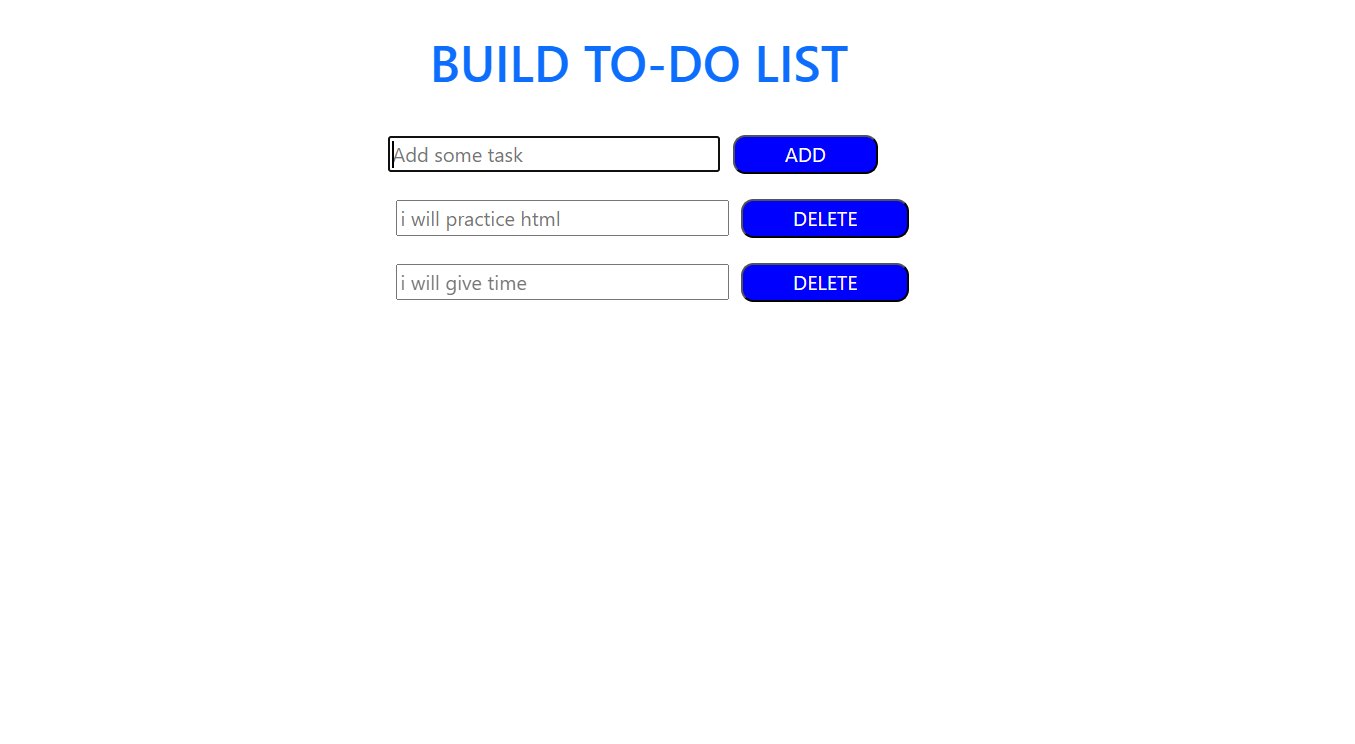 BUILD TO-DO LIST
Add some task ADD
i will practice html DELETE
i will give time DELETE